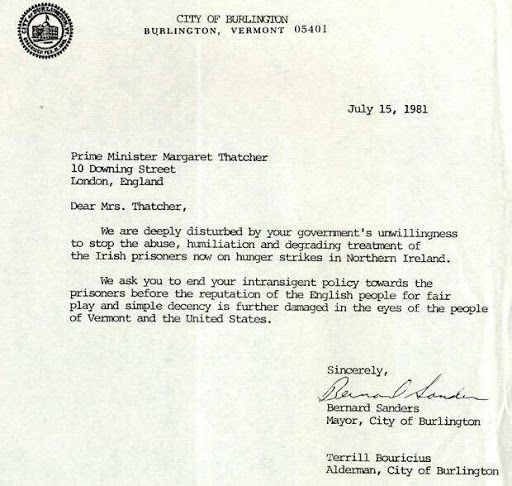 CITY OF BURLINGTON
BURLINGTON, VERMONT 05401
July 15, 1981
Prime Minister Margaret Thatcher
10 Downing Street
London, England
Dear Mrs. Thatcher,
We are deeply disturbed by your government's unwillingness
to stop the abuse, humiliation and degrading treatment of
the Irish prisoners now on hunger strikes in Northern Ireland.
We ask you to end your intransigent policy towards the
prisoners before the reputation of the English people for fair
play and simple decency is further damaged in the eyes of the people
of Vermont and the United States.
Sincerely,
Bernard Sanders
Bernard Sanders
Mayor, City of Burlington
Terrill Bouricius
Alderman, City of Burlington